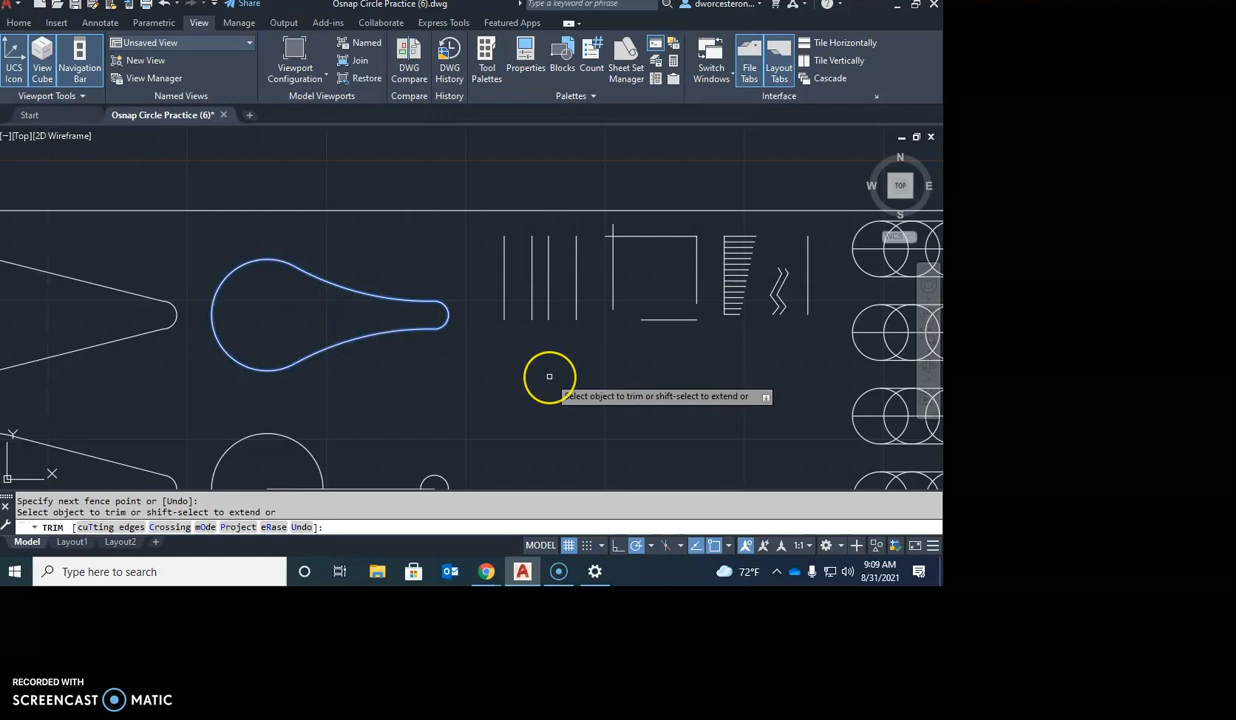 Share
Osnap Circle Practice (6).dwg
Type a keyword or phrase
dworcesteron...
Home Insert Annotate Parametric View Manage Output Add-ins Collaborate Express Tools Featured Apps
UCS Icon
View Cube
Navigation Bar
Viewport Tools
Unsaved View
New View
View Manager
Named Views
Viewport Configuration
Named
Join
Restore
Model Viewports
DWG Compare
Compare
DWG History
History
Tool Palettes
Properties
Blocks
Count
Sheet Set Manager
Palettes
Switch Windows
File Tabs
Layout Tabs
Tile Horizontally
Tile Vertically
Cascade
Interface
Start
Osnap Circle Practice (6)*
[−][Top][2D Wireframe]
N
W TOP E
S
WCS
Select object to trim or shift-select to extend or
Y
X
Specify next fence point or [Undo]:
Select object to trim or shift-select to extend or
TRIM [cuTting edges Crossing mOde Project eRase Undo]:
Model Layout1 Layout2 +
MODEL
1:1
Type here to search
72°F
9:09 AM
8/31/2021
RECORDED WITH
SCREENCAST MATIC